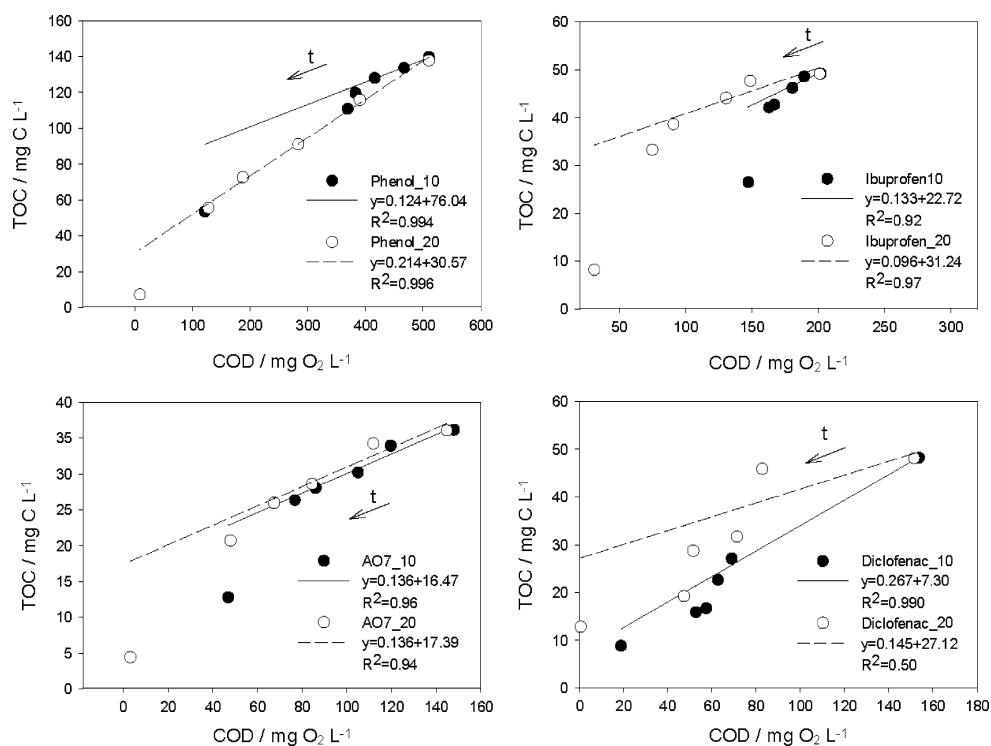 160
140
120
100
80
60
40
20
0
TOC / mg C L-1
t
Phenol_10
y=0.124+76.04
R2=0.994
Phenol_20
y=0.214+30.57
R2=0.996
0 100 200 300 400 500 600
COD / mg O2 L-1
60
50
40
30
20
10
0
TOC / mg C L-1
t
Ibuprofen10
y=0.133+22.72
R2=0.92
Ibuprofen_20
y=0.096+31.24
R2=0.97
50 100 150 200 250 300
COD / mg O2 L-1
40
35
30
25
20
15
10
5
0
TOC / mg C L-1
t
AO7_10
y=0.136+16.47
R2=0.96
AO7_20
y=0.136+17.39
R2=0.94
0 20 40 60 80 100 120 140 160
COD / mg O2 L-1
60
50
40
30
20
10
0
TOC / mg C L-1
t
Diclofenac_10
y=0.267+7.30
R2=0.990
Diclofenac_20
y=0.145+27.12
R2=0.50
0 20 40 60 80 100 120 140 160 180
COD / mg O2 L-1